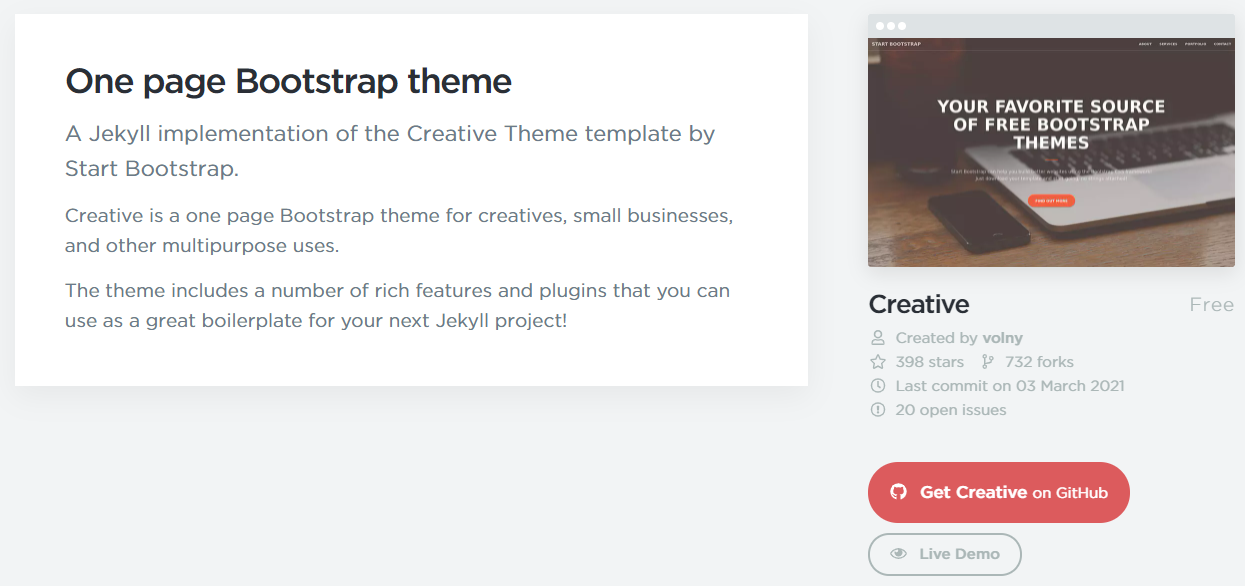 One page Bootstrap theme
A Jekyll implementation of the Creative Theme template by
Start Bootstrap.
Creative is a one page Bootstrap theme for creatives, small businesses,
and other multipurpose uses.
The theme includes a number of rich features and plugins that you can
use as a great boilerplate for your next Jekyll project!
START BOOTSTRAP
ABOUT SERVICES PORTFOLIO CONTACT
YOUR FAVORITE SOURCE
OF FREE BOOTSTRAP
THEMES
FIND OUT MORE
Creative Free
Created by volny
398 stars 732 forks
Last commit on 03 March 2021
20 open issues
Get Creative on GitHub
Live Demo